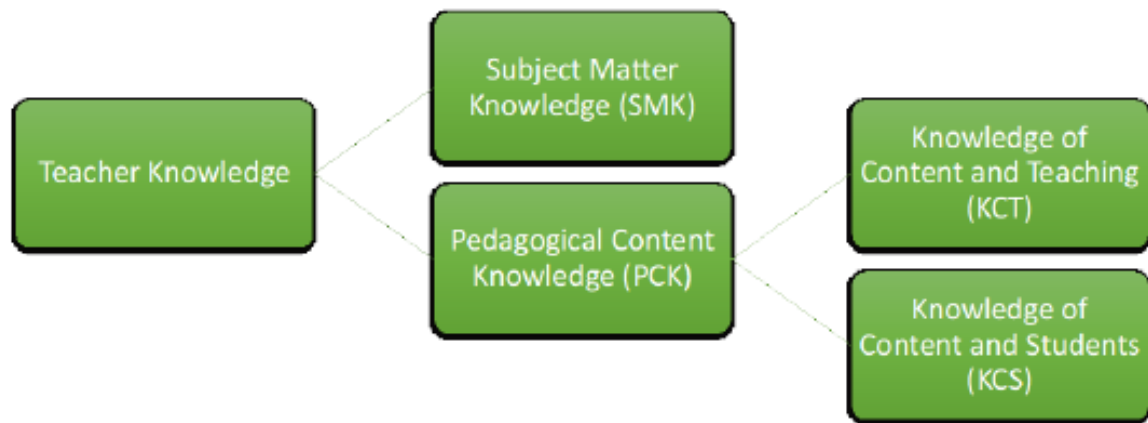 Teacher Knowledge
Subject Matter
Knowledge (SMK)
Pedagogical Content
Knowledge (PCK)
Knowledge of
Content and Teaching
(KCT)
Knowledge of
Content and Students
(KCS)